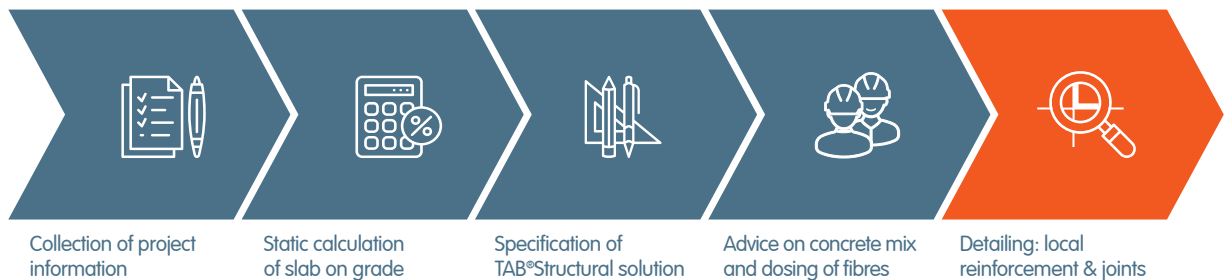 Collection of project
information
Static calculation
of slab on grade
Specification of
TAB®Structural solution
Advice on concrete mix
and dosing of fibres
Detailing: local
reinforcement & joints